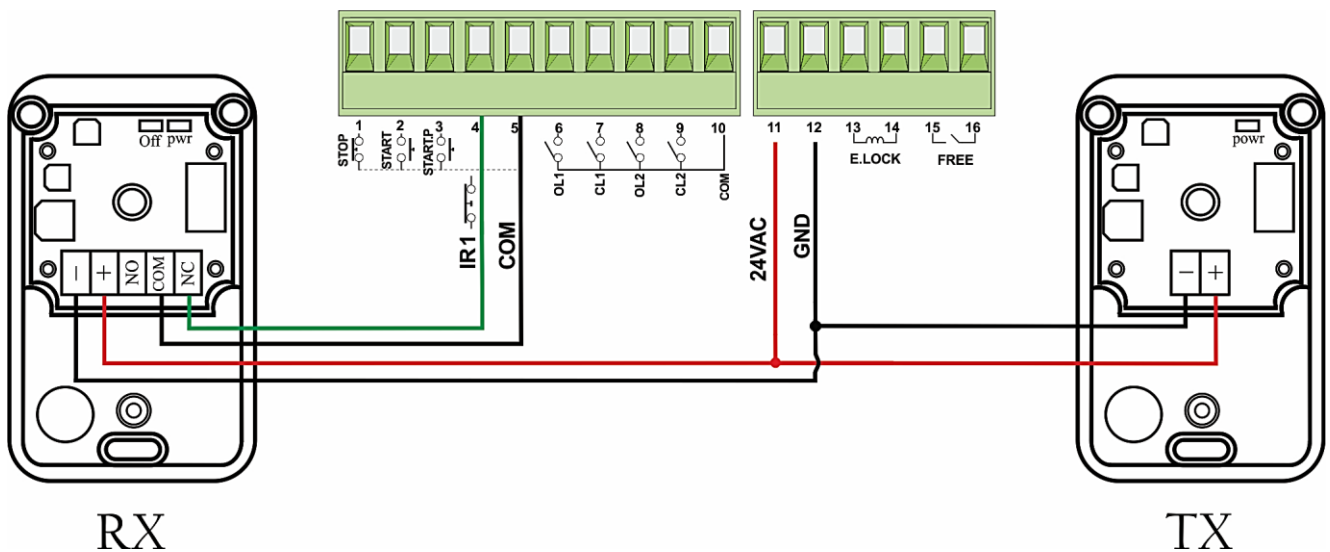 1 2 3 4 5 6 7 8 9 10
11 12 13 14 15 16
STOP
START
START.P
IR1
COM
OL1
CL1
OL2
CL2
COM
24VAC
GND
E.LOCK
FREE
Off pwr
− + NO COM NC
RX
powr
− +
TX